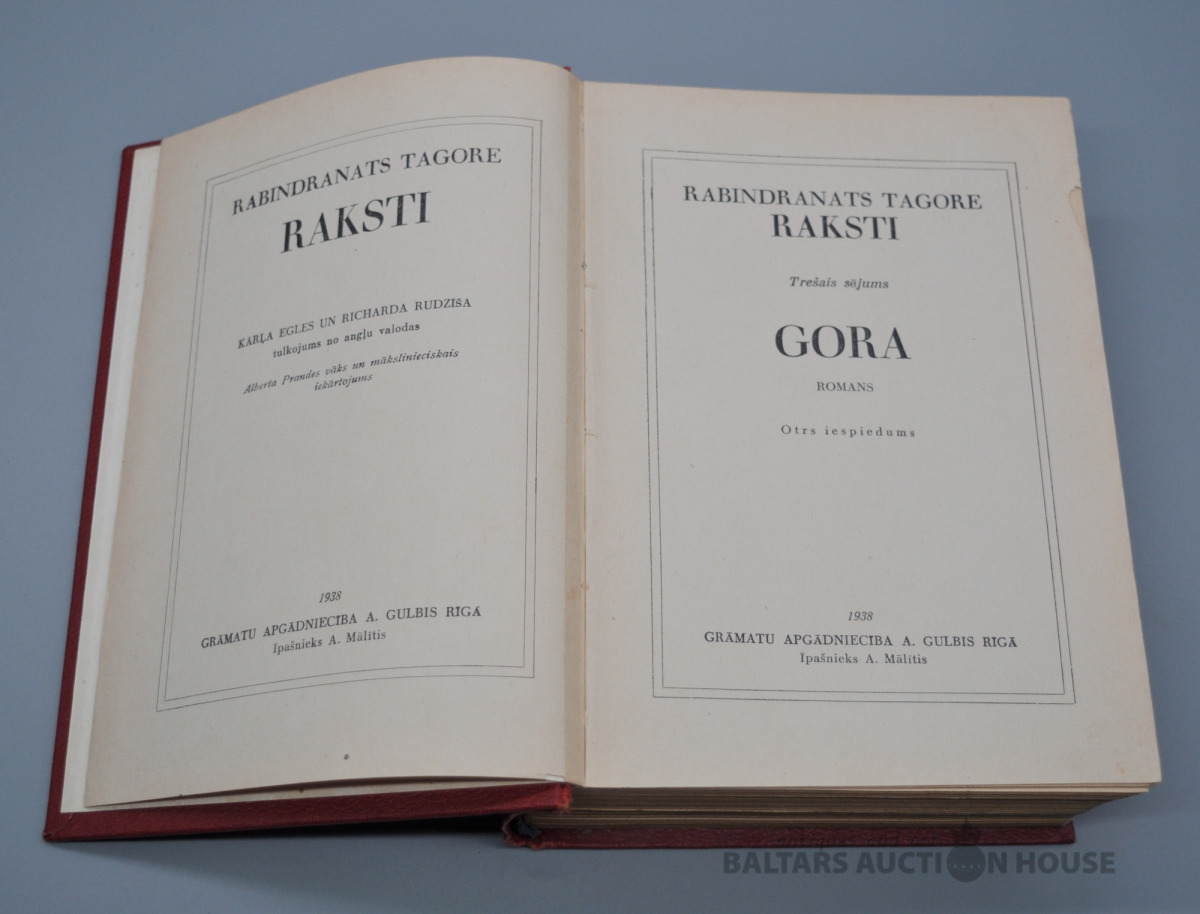 RABINDRANATS TAGORE
RAKSTI
KĀRĻA EGLES UN RICHARDA RUDZĪŠA
tulkojums no angļu valodas
Alberta Prandes vāks un mākslinieciskais
iekārtojums
1938
GRĀMATU APGĀDNIECĪBA A. GULBIS RĪGĀ
Īpašnieks A. Mālītis
RABINDRANATS TAGORE
RAKSTI
Trešais sējums
GORA
ROMANS
Otrs iespiedums
1938
GRĀMATU APGĀDNIECĪBA A. GULBIS RĪGĀ
Īpašnieks A. Mālītis
BALTARS AUCTION HOUSE